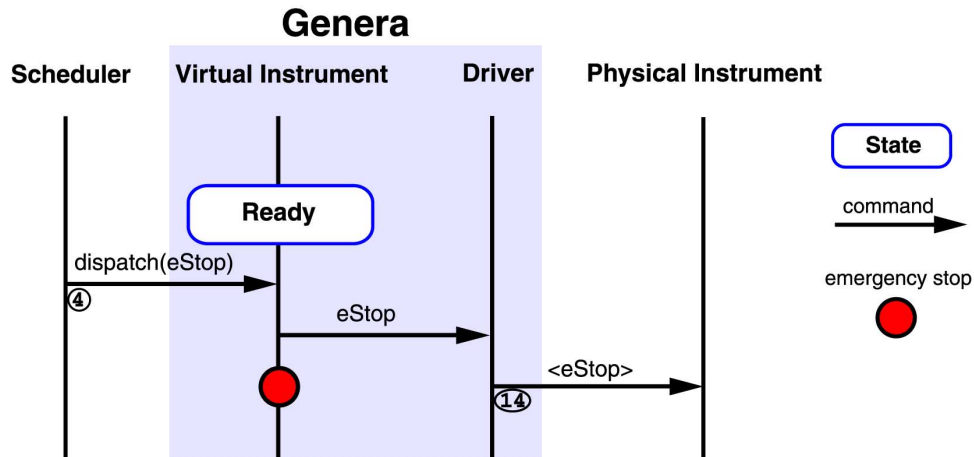 Genera
Scheduler
Virtual Instrument
Driver
Physical Instrument
State
Ready
command
dispatch(eStop)
4
emergency stop
eStop
<eStop>
14